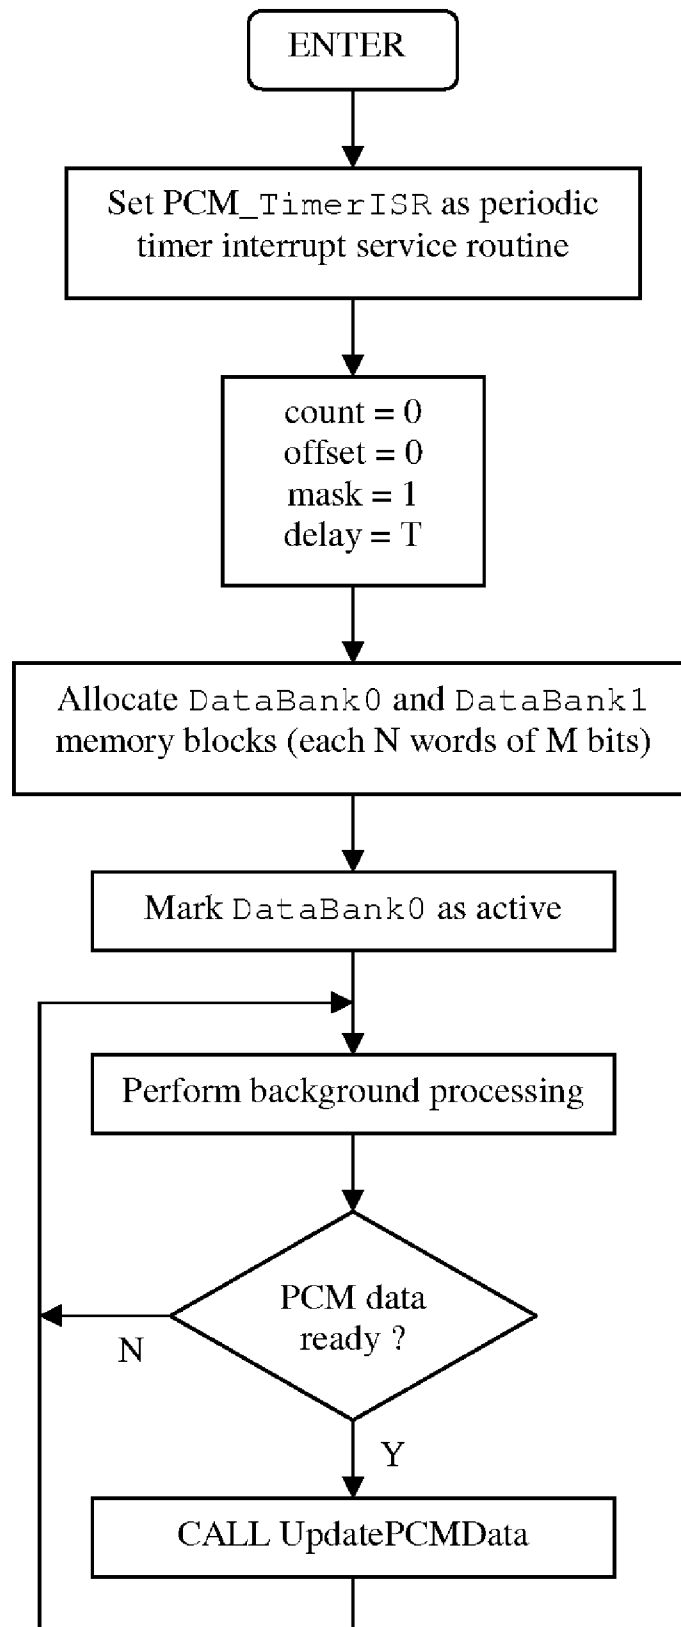 ENTER
Set PCM_TimerISR as periodic
timer interrupt service routine
count = 0
offset = 0
mask = 1
delay = T
Allocate DataBank0 and DataBank1
memory blocks (each N words of M bits)
Mark DataBank0 as active
Perform background processing
PCM data
ready ?
N
Y
CALL UpdatePCMData